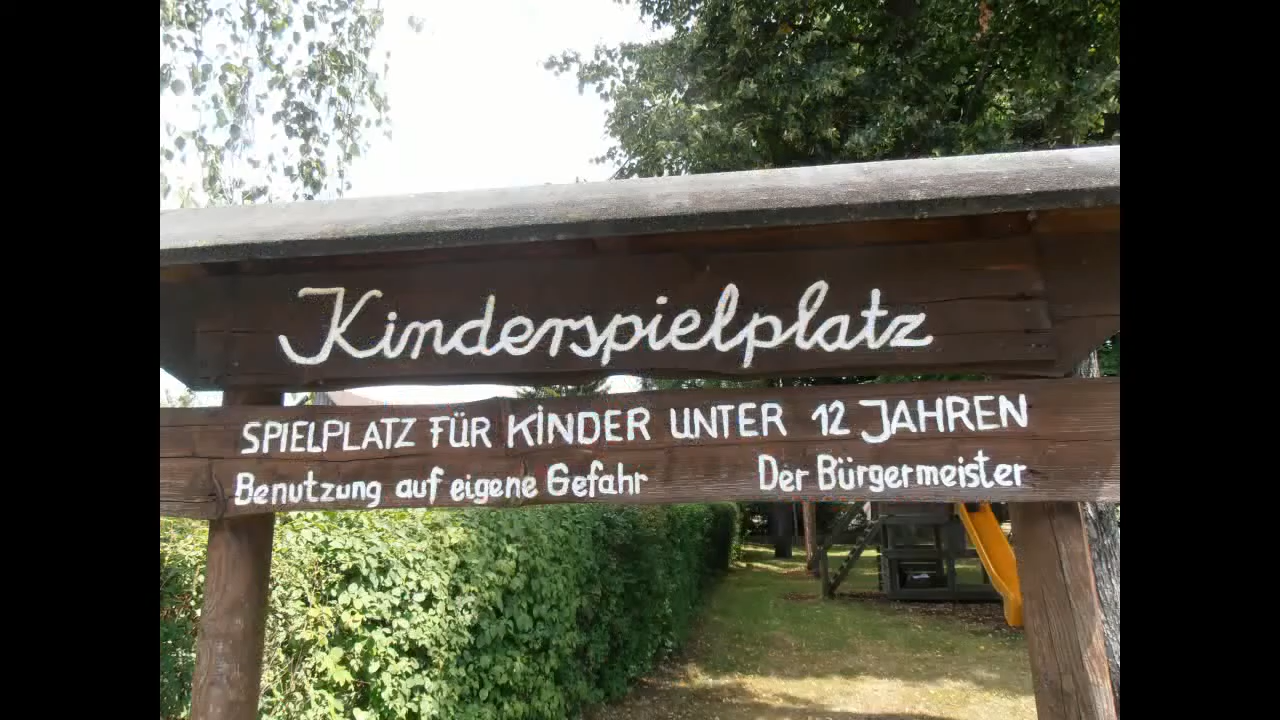 Kinderspielplatz
SPIELPLATZ FÜR KINDER UNTER 12 JAHREN
Benutzung auf eigene Gefahr Der Bürgermeister